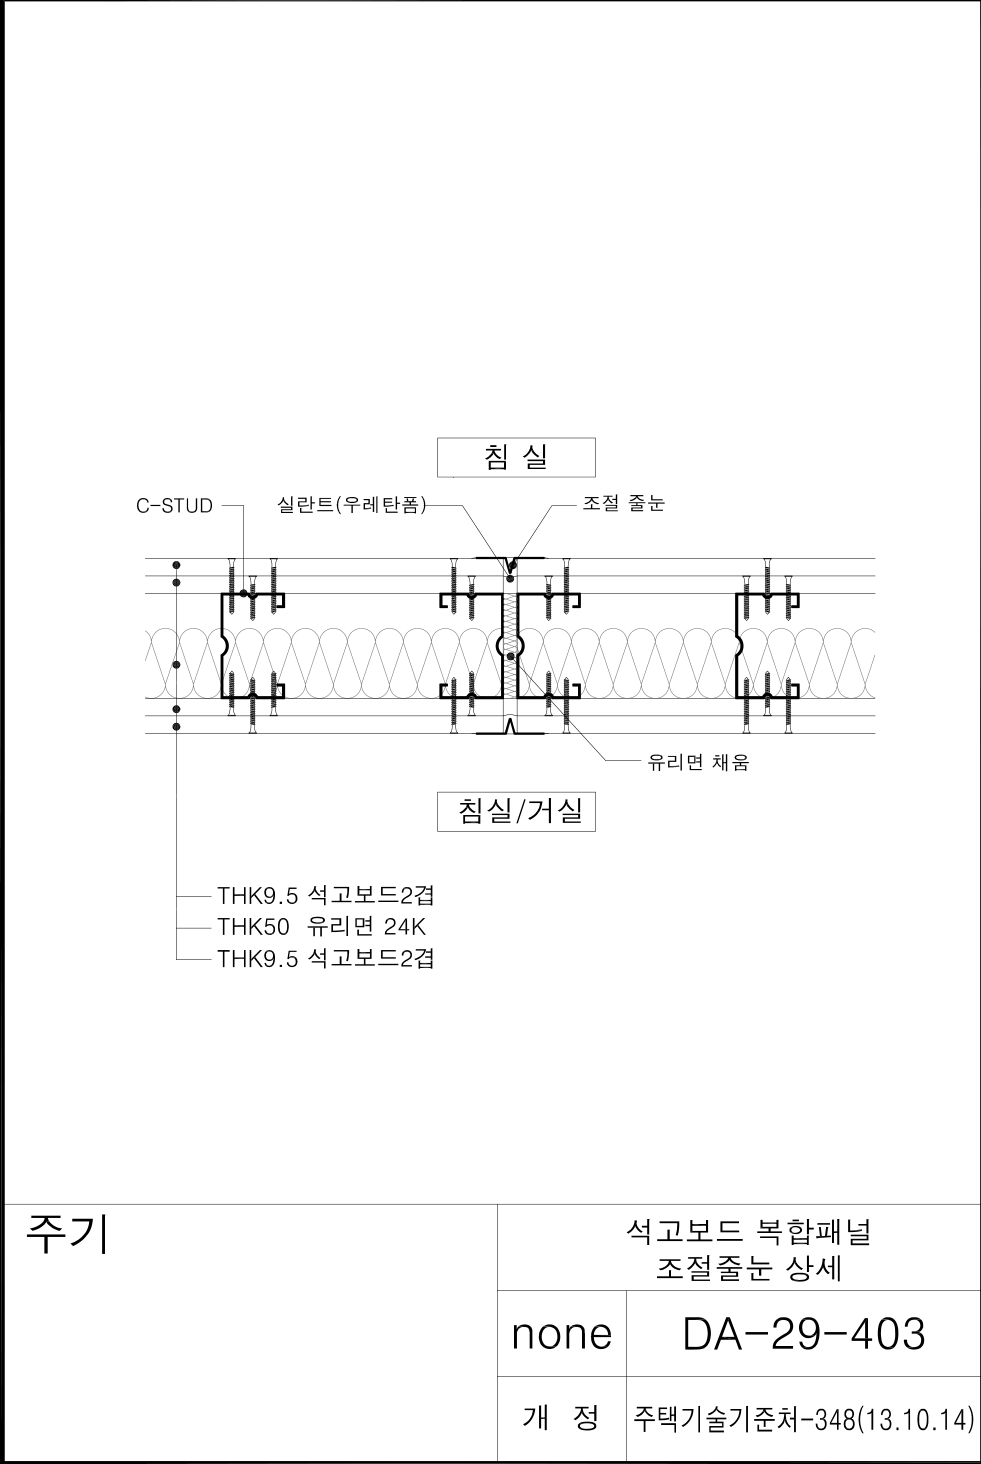 침 실
C-STUD
실란트(우레탄폼)
조절 줄눈
유리면 채움
침실/거실
THK9.5 석고보드2겹
THK50 유리면 24K
THK9.5 석고보드2겹
주기
석고보드 복합패널
조절줄눈 상세
none
DA-29-403
개 정
주택기술기준처-348(13.10.14)